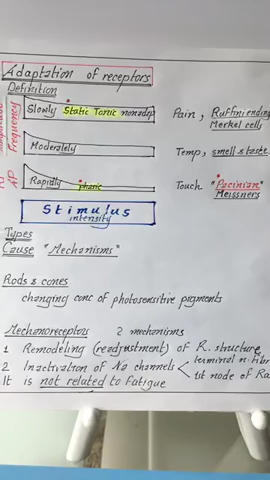 Adaptation of receptors
Definition
Slowly Static Tonic nonadap Pain, Ruffini ending
Merkel cells
Moderately Temp, smell & taste
Rapidly phasic Touch "Pacinian"
Meissners
AP Frequency
Stimulus
intensity
Types
Cause "Mechanisms"
Rods & cones
changing conc of photosensitive pigments
Mechanoreceptors 2 mechanisms
1 Remodeling (readjustment) of R. structure
2 Inactivation of Na channels < terminal n. fibr
1st node of Ra
It is not related to fatigue